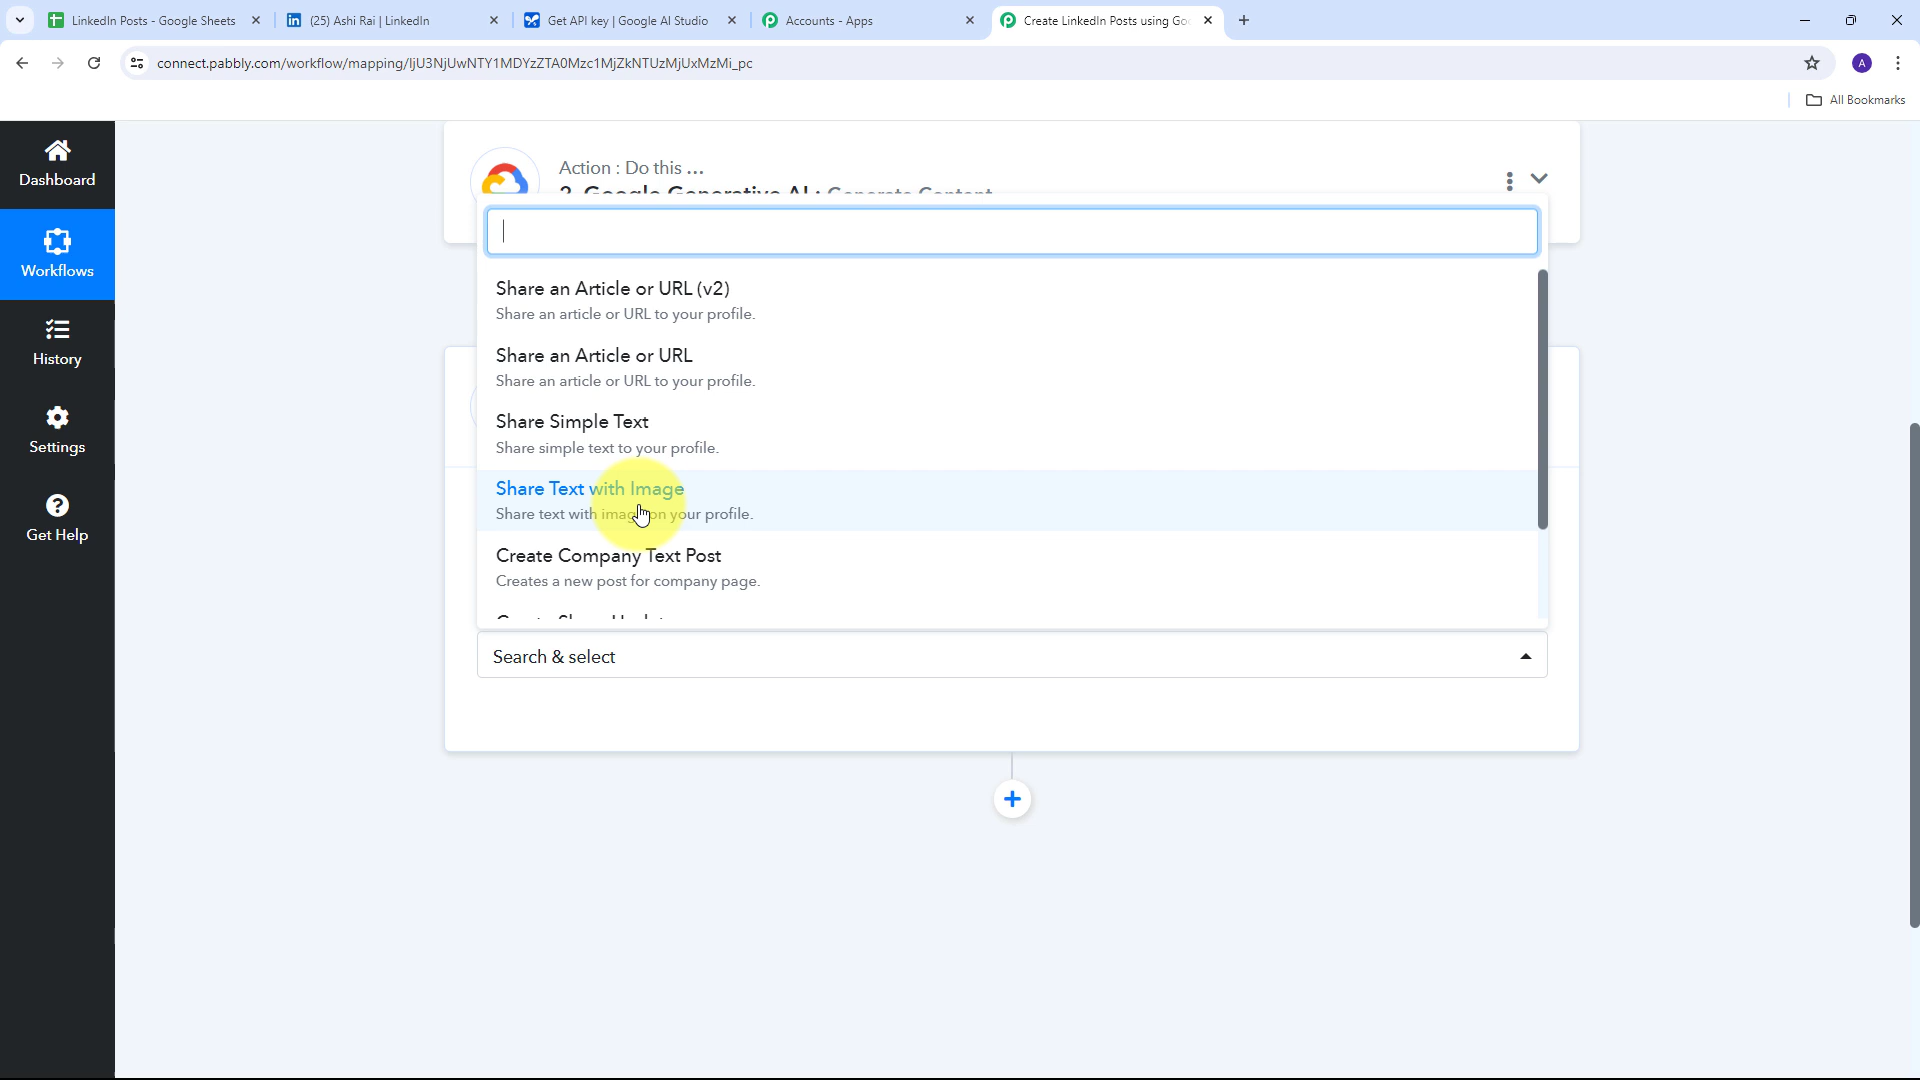 LinkedIn Posts - Google Sheets
(25) Ashi Rai | LinkedIn
Get API key | Google AI Studio
Accounts - Apps
Create LinkedIn Posts using Go
connect.pabbly.com/workflow/mapping/IjU3NjUwNTY1MDYzZTA0Mzc1MjZkNTUzMjUxMzMi_pc
A
All Bookmarks
Dashboard
Workflows
History
Settings
Get Help
Action : Do this ...
Google Generative AI : Generate Content
Share an Article or URL (v2)
Share an article or URL to your profile.
Share an Article or URL
Share an article or URL to your profile.
Share Simple Text
Share simple text to your profile.
Share Text with Image
Share text with image on your profile.
Create Company Text Post
Creates a new post for company page.
Search & select